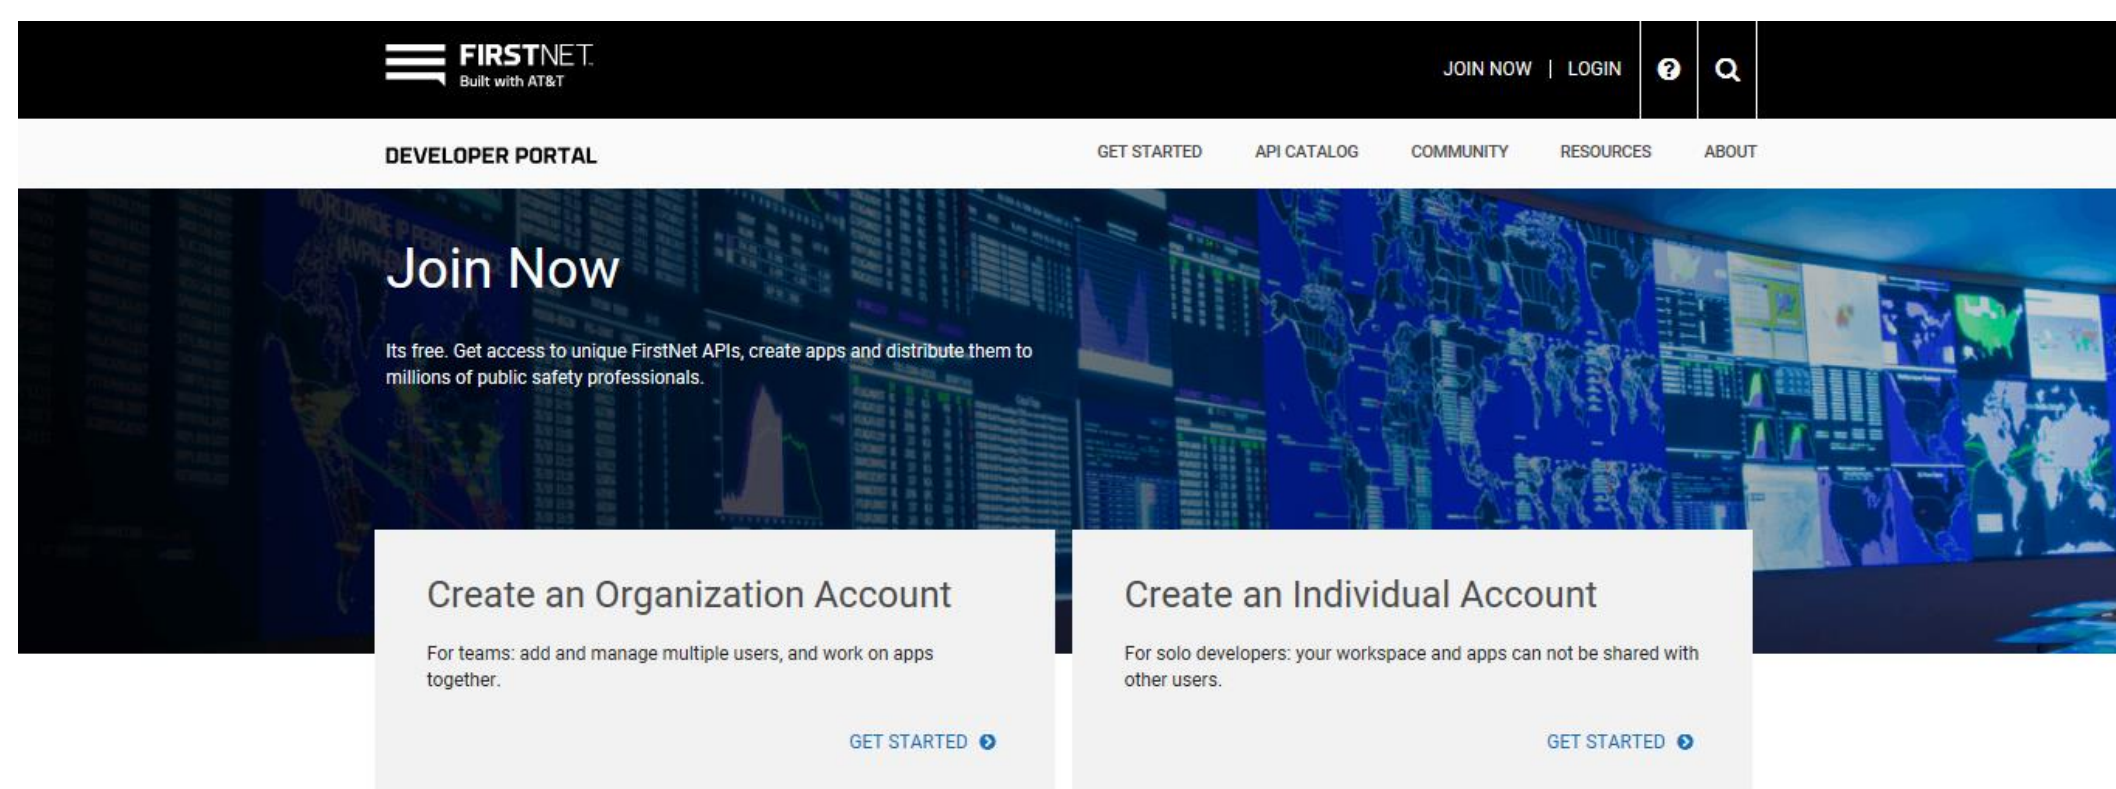 FIRSTNET
Built with AT&T
JOIN NOW | LOGIN
DEVELOPER PORTAL
GET STARTED
API CATALOG
COMMUNITY
RESOURCES
ABOUT
WORLDWIDE IP PERFORMANCE
Join Now
Its free. Get access to unique FirstNet APIs, create apps and distribute them to
millions of public safety professionals.
Create an Organization Account
For teams: add and manage multiple users, and work on apps
together.
GET STARTED
Create an Individual Account
For solo developers: your workspace and apps can not be shared with
other users.
GET STARTED